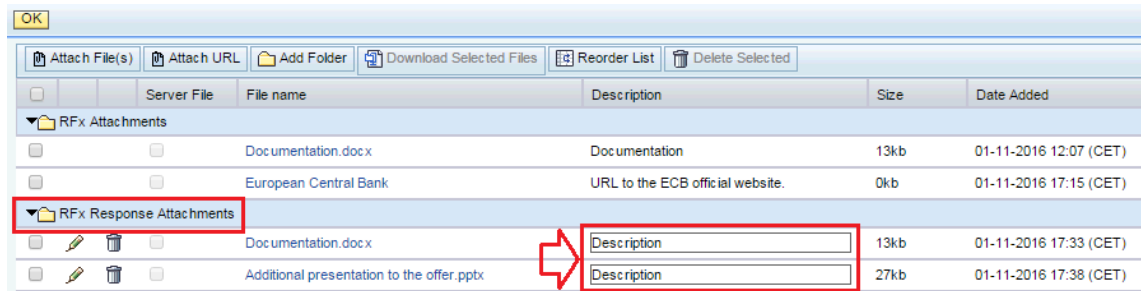 OK
Attach File(s) Attach URL Add Folder Download Selected Files Reorder List Delete Selected
Server File File name Description Size Date Added
RFx Attachments
Documentation.docx Documentation 13kb 01-11-2016 12:07 (CET)
European Central Bank URL to the ECB official website. 0kb 01-11-2016 17:15 (CET)
RFx Response Attachments
Documentation.docx Description 13kb 01-11-2016 17:33 (CET)
Additional presentation to the offer.pptx Description 27kb 01-11-2016 17:38 (CET)